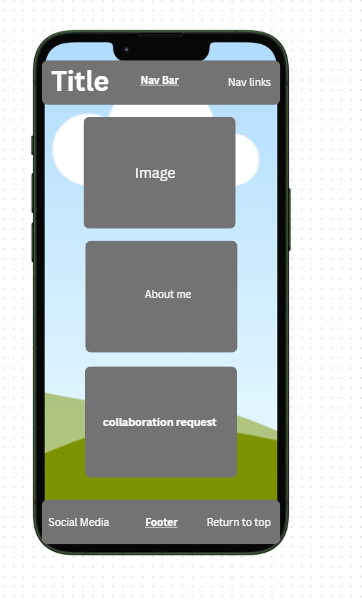 Title
Nav Bar
Nav links
Image
About me
collaboration request
Social Media
Footer
Return to top